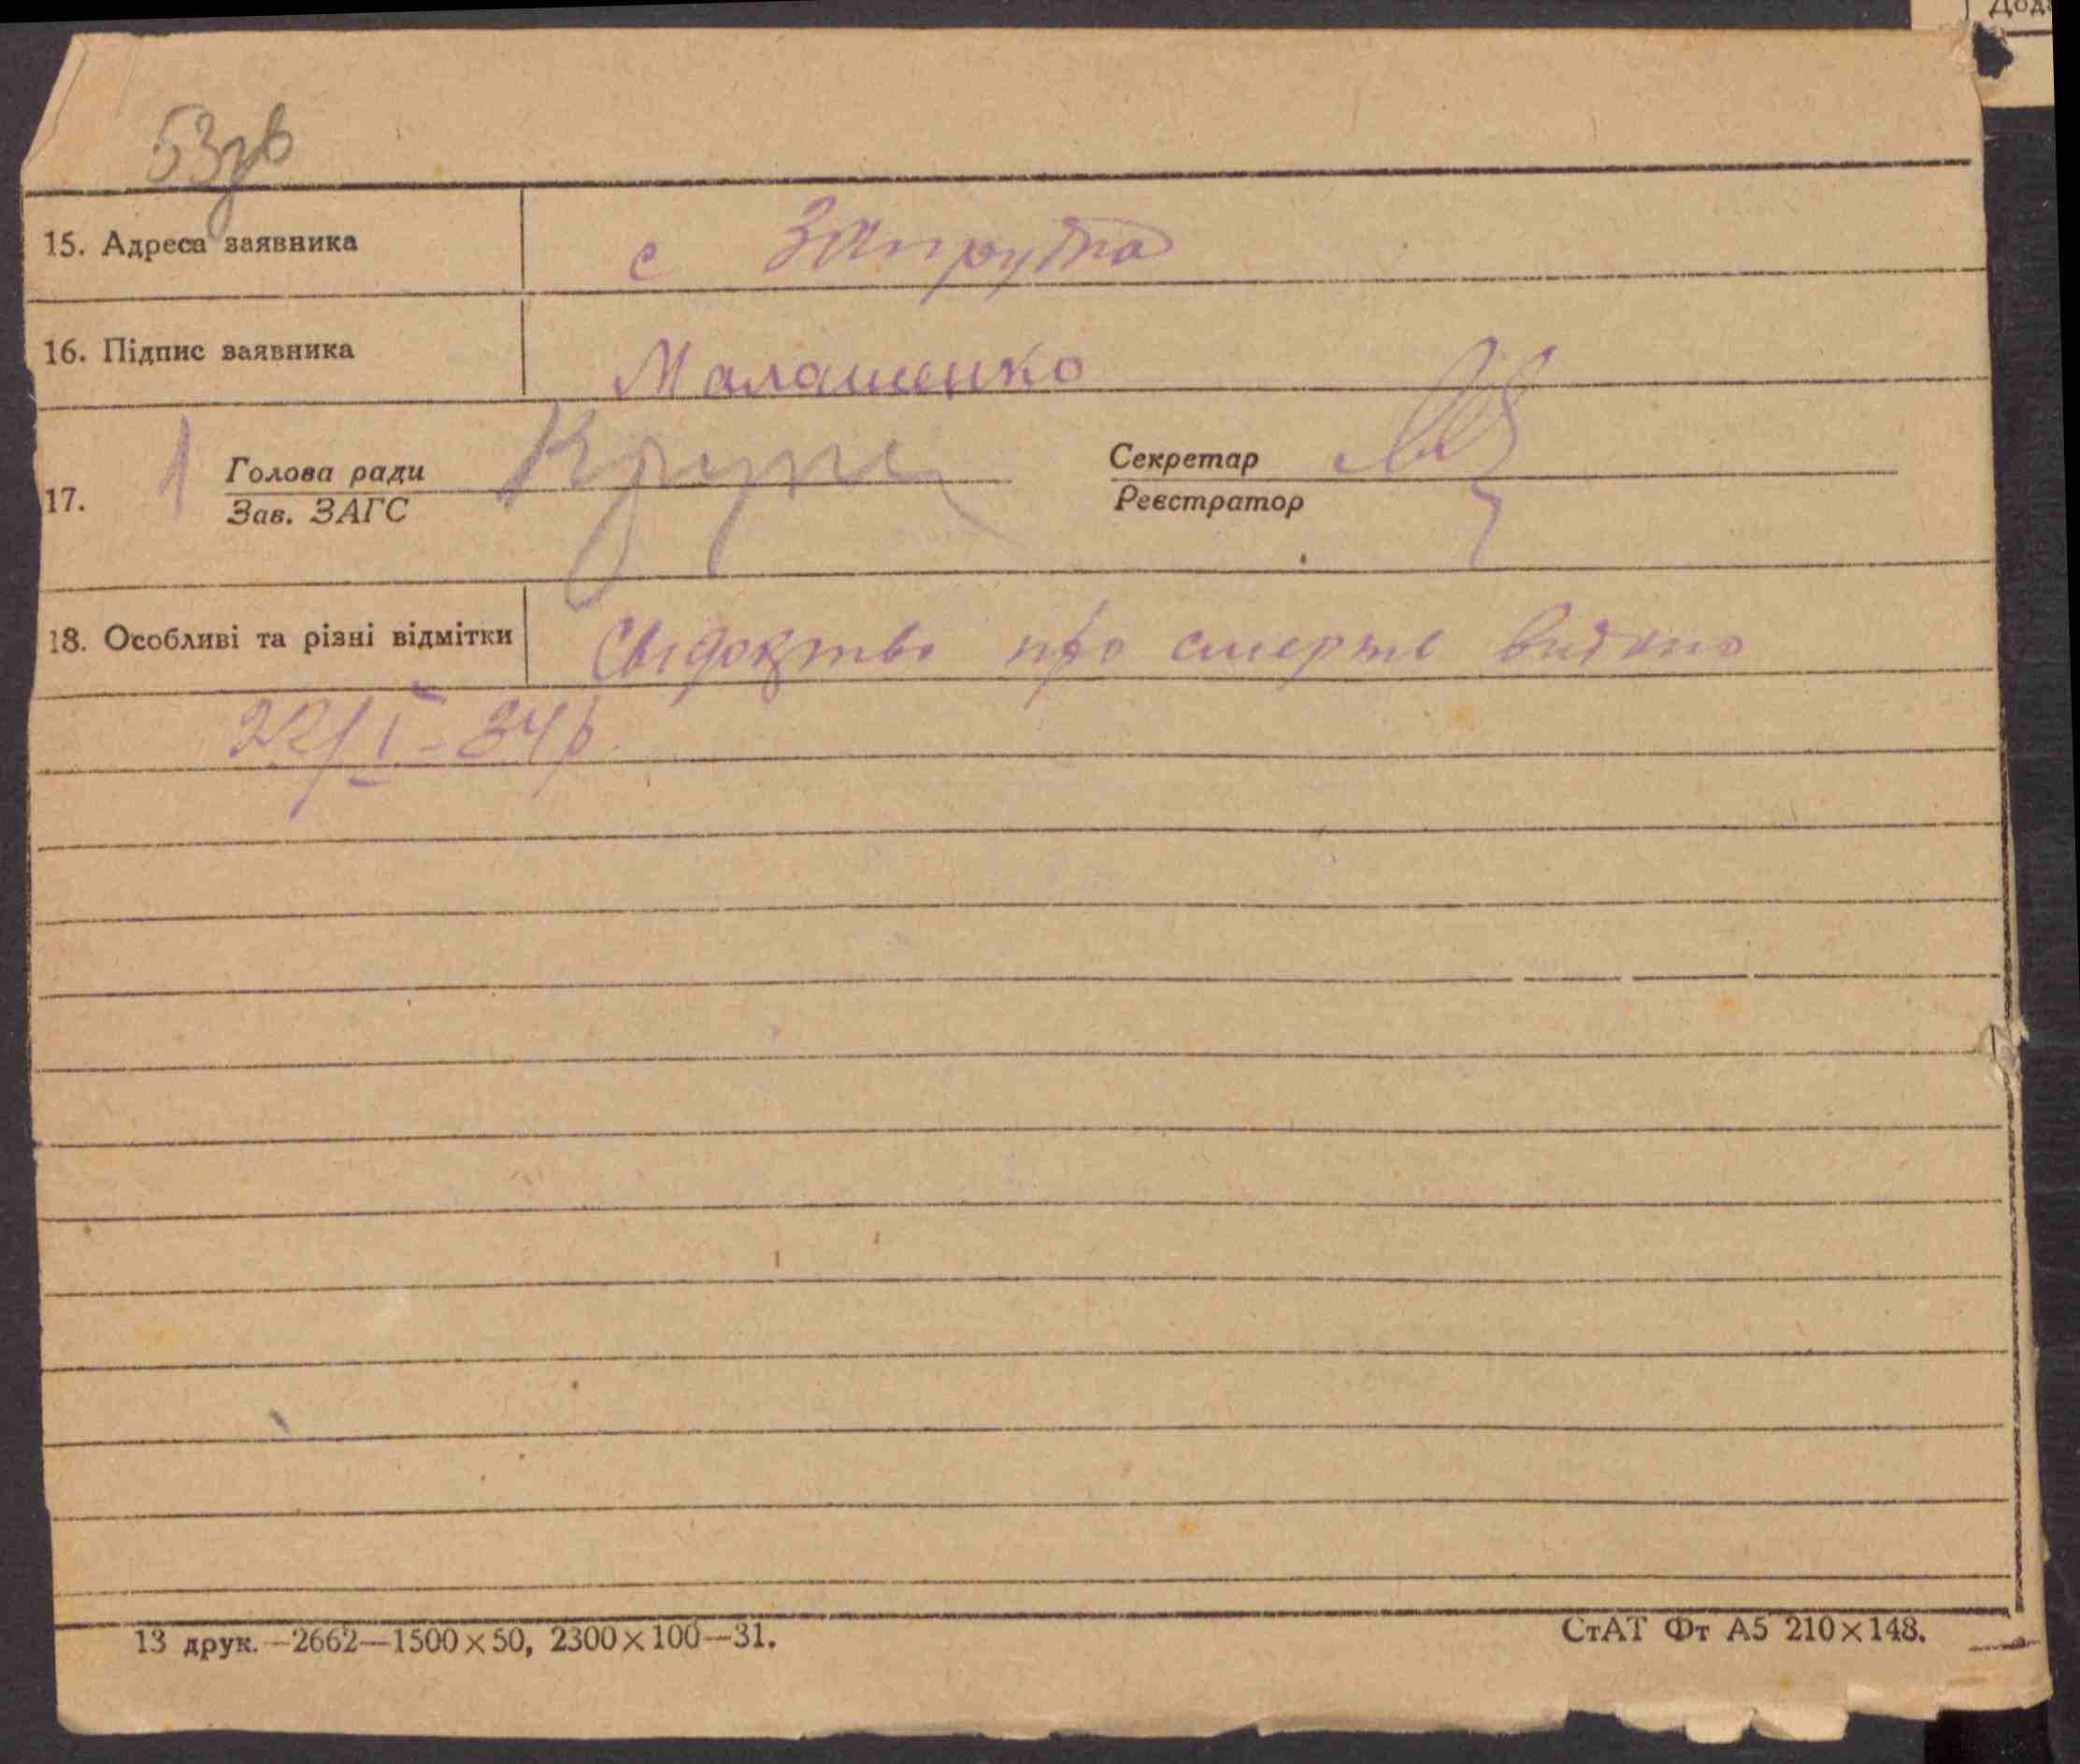 Дод
53зв
15. Адреса заявника с Запрутка
16. Підпис заявника Малашенко
17. Голова ради Секретар
Зав. ЗАГС Реєстратор
18. Особливі та різні відмітки Свідоцтво про смерть видано
22/I-34р.
13 друк.—2662—1500×50, 2300×100—31. СтАТ Фт А5 210×148.